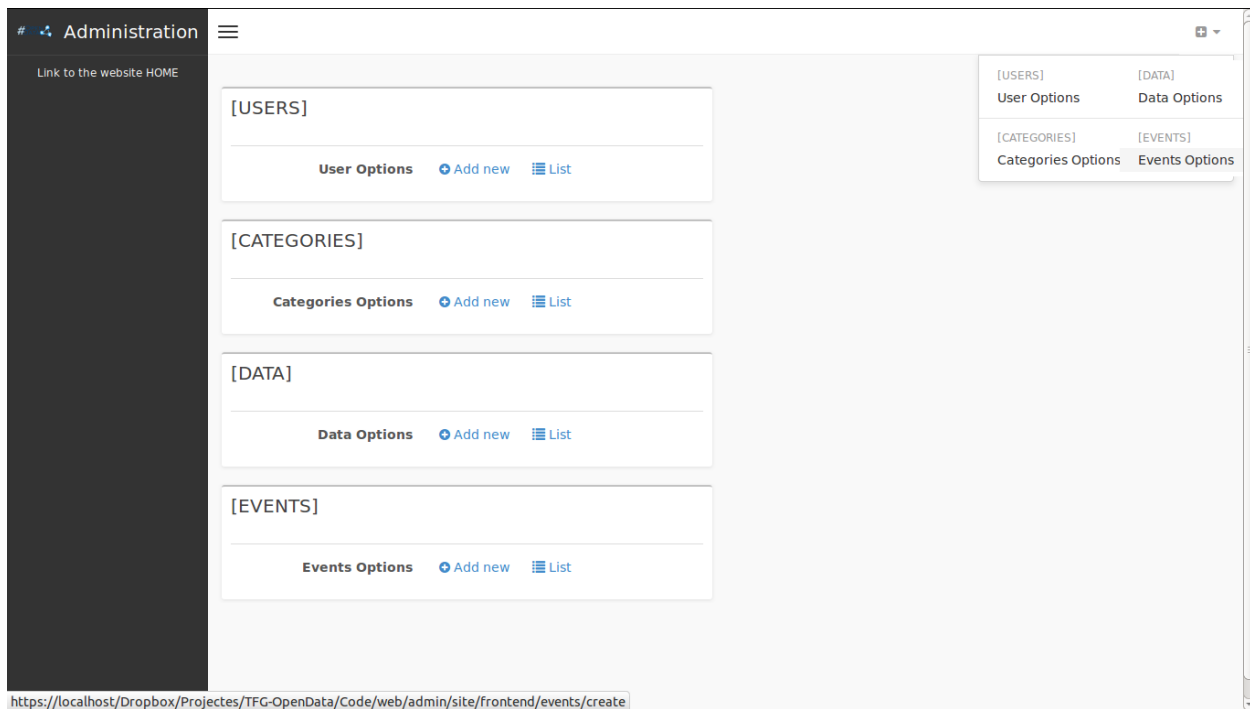 # Administration
Link to the website HOME
[USERS]
User Options Add new List
[CATEGORIES]
Categories Options Add new List
[DATA]
Data Options Add new List
[EVENTS]
Events Options Add new List
[USERS] [DATA]
User Options Data Options
[CATEGORIES] [EVENTS]
Categories Options Events Options
https://localhost/Dropbox/Projectes/TFG-OpenData/Code/web/admin/site/frontend/events/create